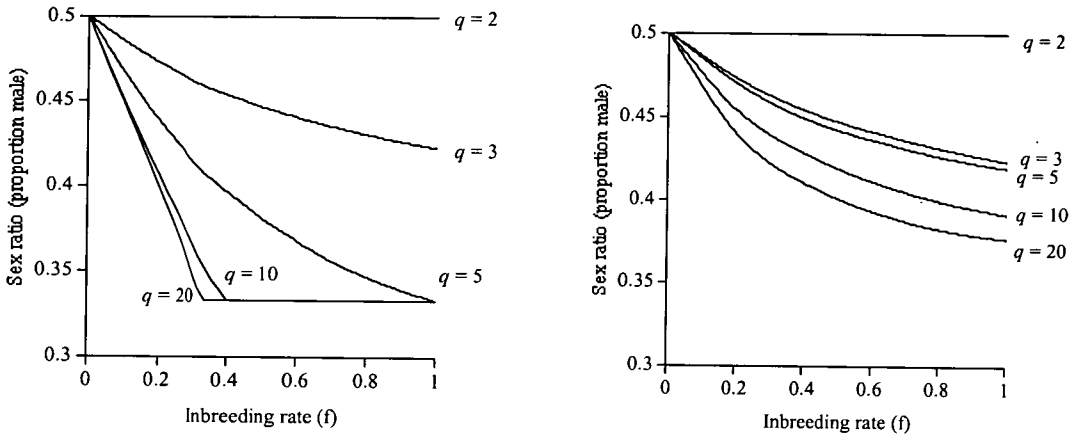 0.5
0.45
0.4
0.35
0.3
0
0.2
0.4
0.6
0.8
1
Sex ratio (proportion male)
Inbreeding rate (f)
q = 2
q = 3
q = 5
q = 10
q = 20
0.5
0.45
0.4
0.35
0.3
0
0.2
0.4
0.6
0.8
1
Sex ratio (proportion male)
Inbreeding rate (f)
q = 2
q = 3
q = 5
q = 10
q = 20